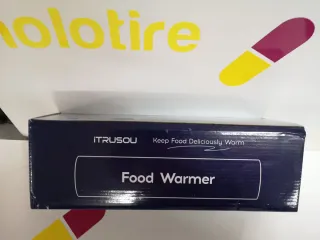 nolotire
iTRUSOU Keep Food Deliciously Warm
Food Warmer